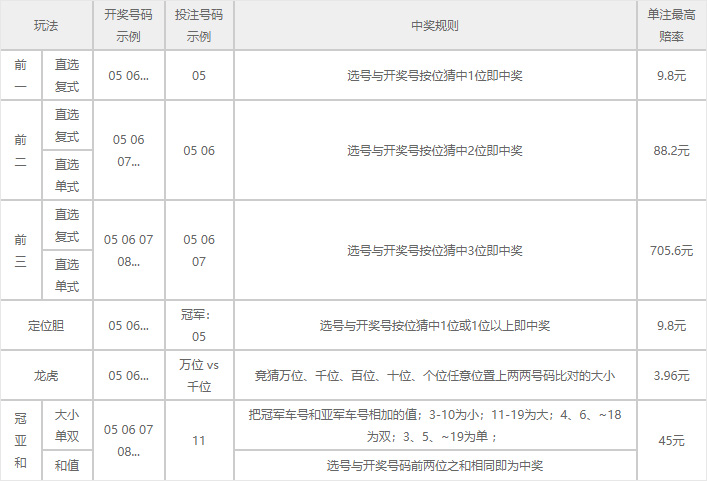 玩法
开奖号码
示例
投注号码
示例
中奖规则
单注最高
赔率
前
一
直选
复式
05 06...
05
选号与开奖号按位猜中1位即中奖
9.8元
前
二
直选
复式
直选
单式
05 06
07...
05 06
选号与开奖号按位猜中2位即中奖
88.2元
前
三
直选
复式
直选
单式
05 06 07
08...
05 06
07
选号与开奖号按位猜中3位即中奖
705.6元
定位胆
05 06...
冠军：
05
选号与开奖号按位猜中1位或1位以上即中奖
9.8元
龙虎
05 06...
万位 vs
千位
竞猜万位、千位、百位、十位、个位任意位置上两两号码比对的大小
3.96元
冠
亚
和
大小
单双
和值
05 06 07
08...
11
把冠军车号和亚军车号相加的值；3-10为小；11-19为大；4、6、~18
为双；3、5、~19为单；
选号与开奖号码前两位之和相同即为中奖
45元